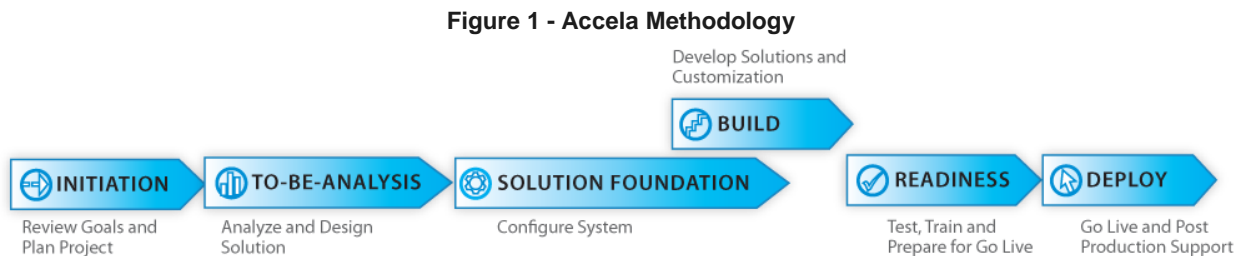 Figure 1 - Accela Methodology
Develop Solutions and
Customization
BUILD
INITIATION
TO-BE-ANALYSIS
SOLUTION FOUNDATION
READINESS
DEPLOY
Review Goals and
Plan Project
Analyze and Design
Solution
Configure System
Test, Train and
Prepare for Go Live
Go Live and Post
Production Support